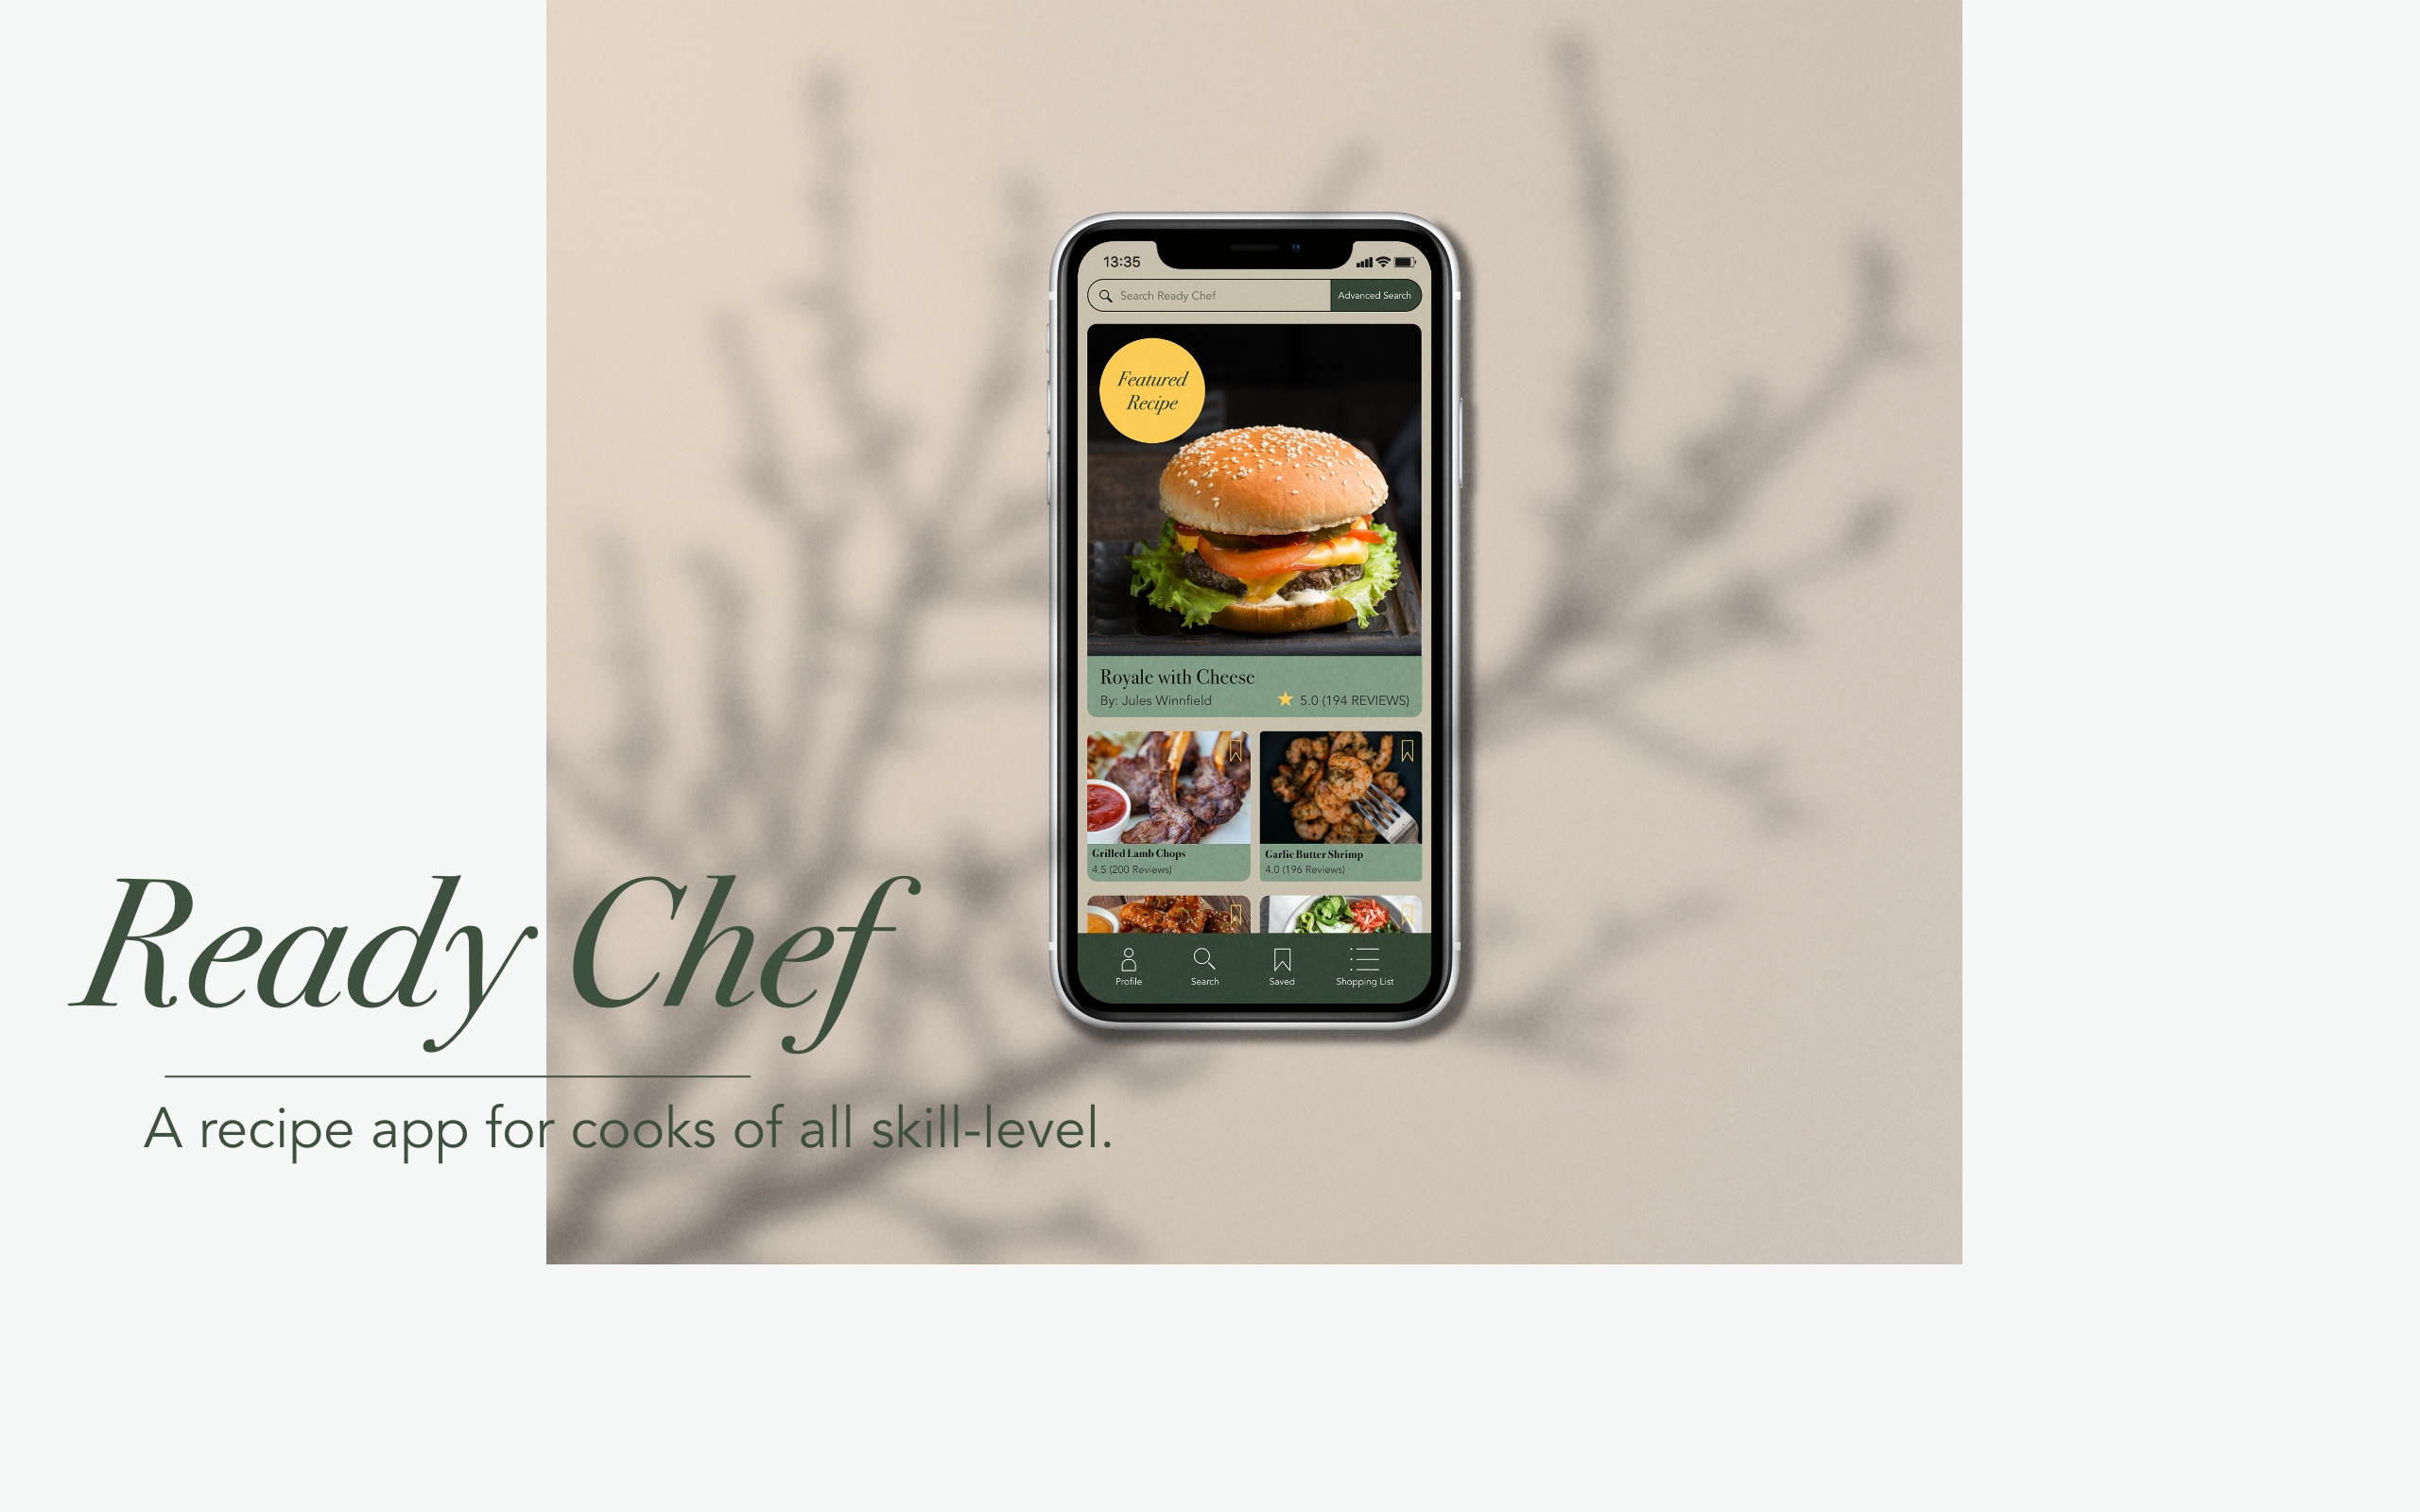 13:35
Search Ready Chef
Advanced Search
Featured
Recipe
Royale with Cheese
By: Jules Winnfield
5.0 (194 REVIEWS)
Grilled Lamb Chops
4.5 (200 Reviews)
Garlic Butter Shrimp
4.0 (196 Reviews)
Profile
Search
Saved
Shopping List
Ready Chef
A recipe app for cooks of all skill-level.